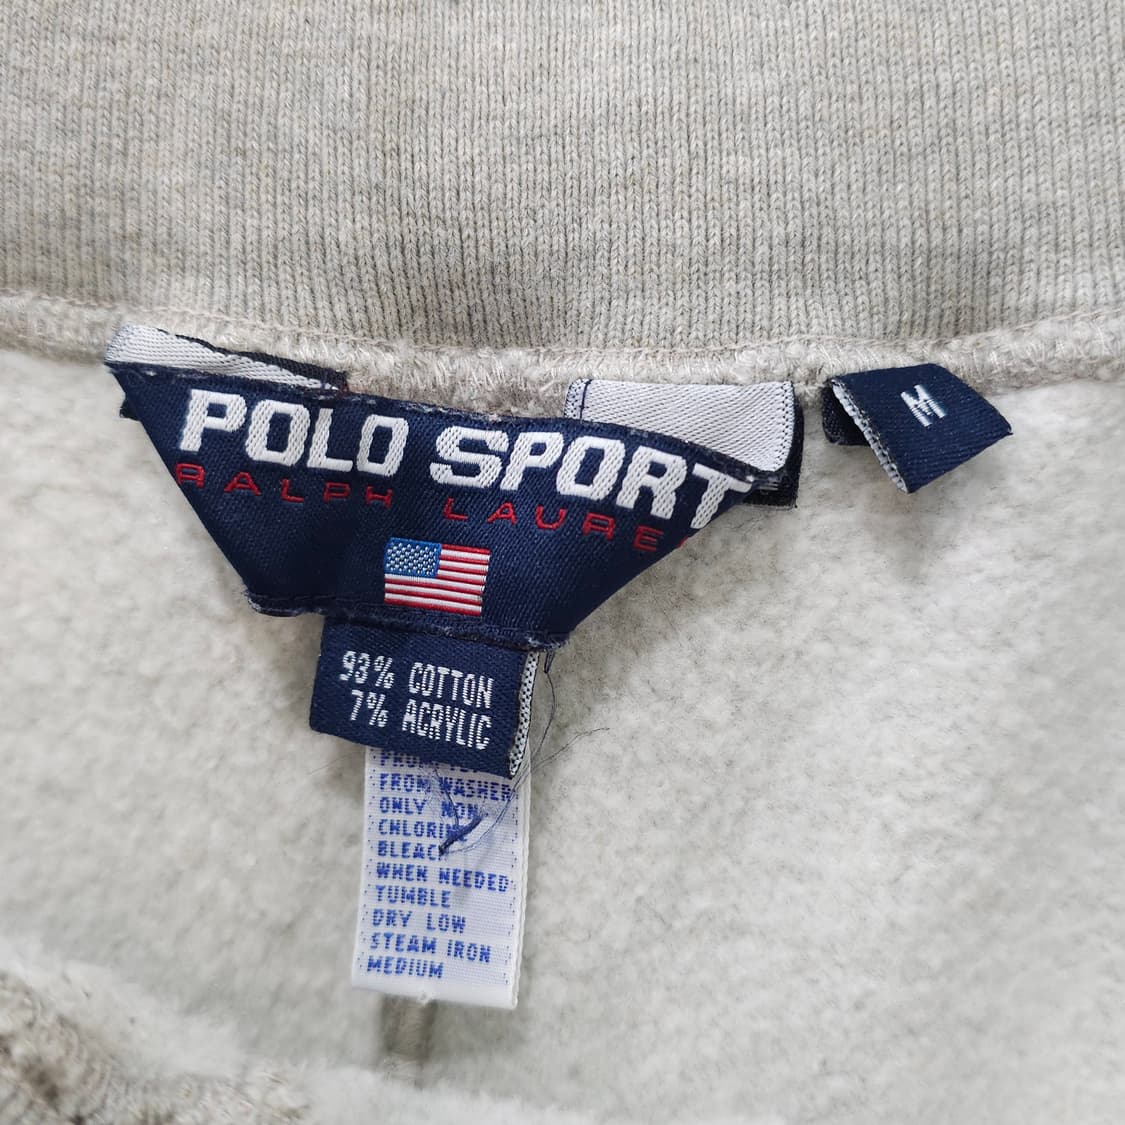 POLO SPORT
RALPH LAUREN
M
93% COTTON
7% ACRYLIC
FROM WASHER
ONLY NON
CHLORINE
BLEACH
WHEN NEEDED
TUMBLE
DRY LOW
STEAM IRON
MEDIUM